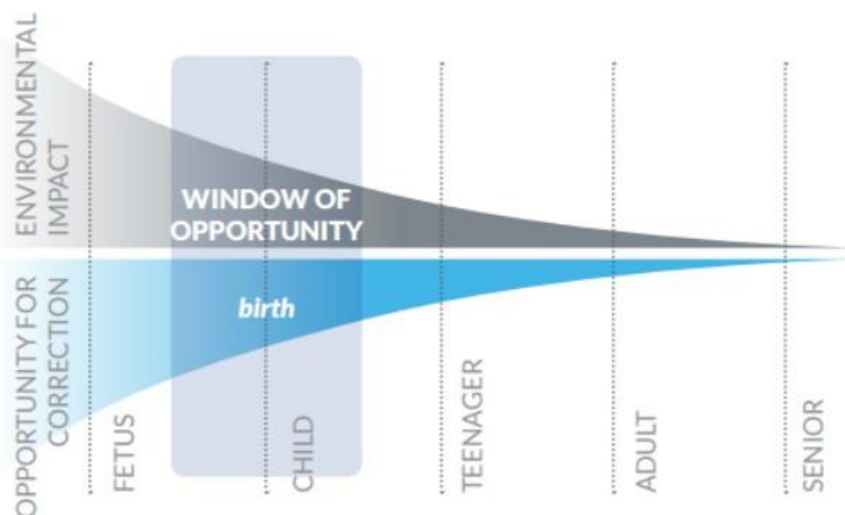 ENVIRONMENTAL
IMPACT
WINDOW OF
OPPORTUNITY
birth
OPPORTUNITY FOR
CORRECTION
FETUS
CHILD
TEENAGER
ADULT
SENIOR